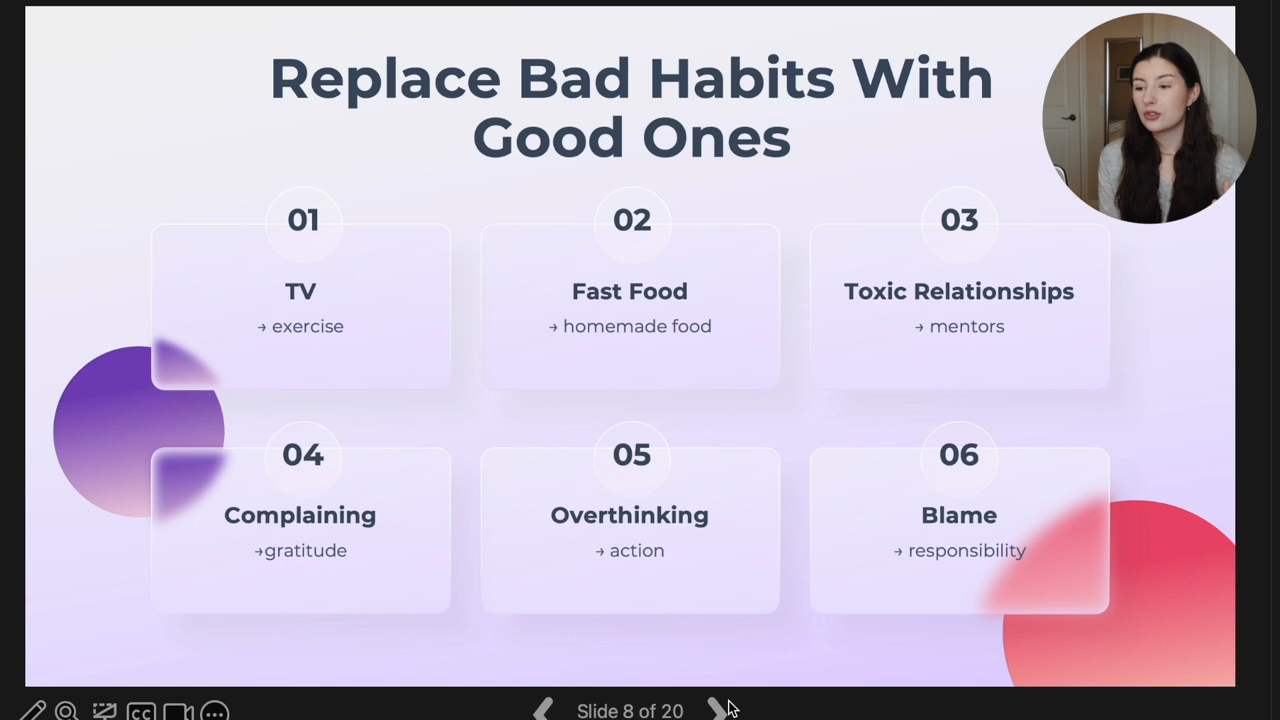 Replace Bad Habits With
Good Ones
01
TV
→ exercise
02
Fast Food
→ homemade food
03
Toxic Relationships
→ mentors
04
Complaining
→gratitude
05
Overthinking
→ action
06
Blame
→ responsibility
CC
Slide 8 of 20